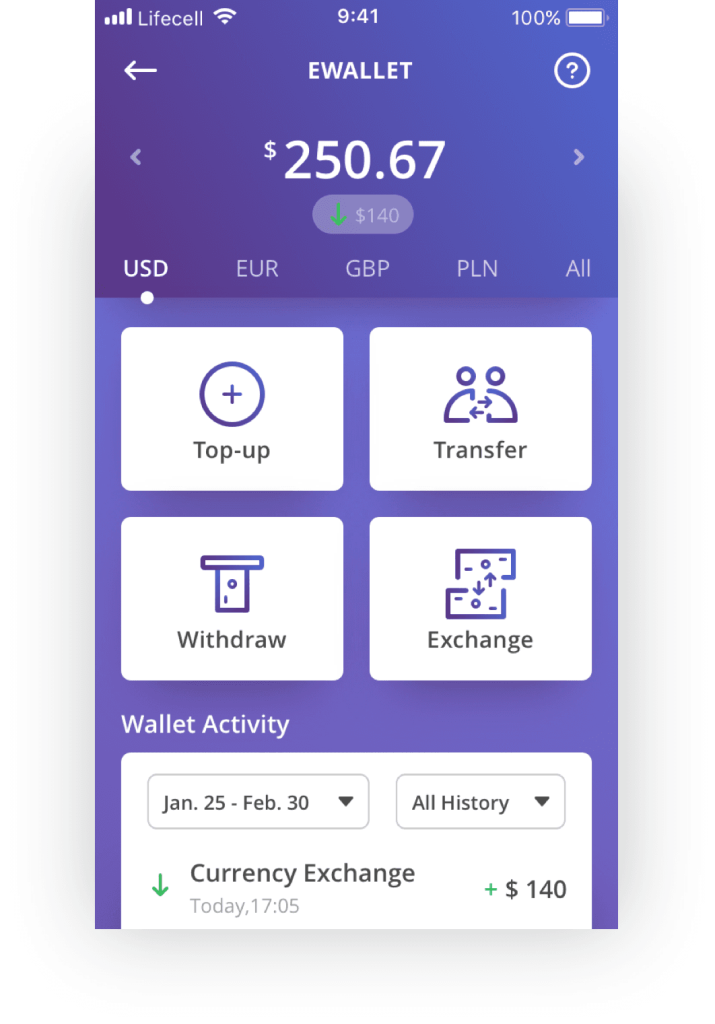 Lifecell 9:41 100%
EWALLET ?
$250.67
$140
USD EUR GBP PLN All
Top-up Transfer
Withdraw Exchange
Wallet Activity
Jan. 25 - Feb. 30 All History
Currency Exchange
+ $ 140
Today,17:05